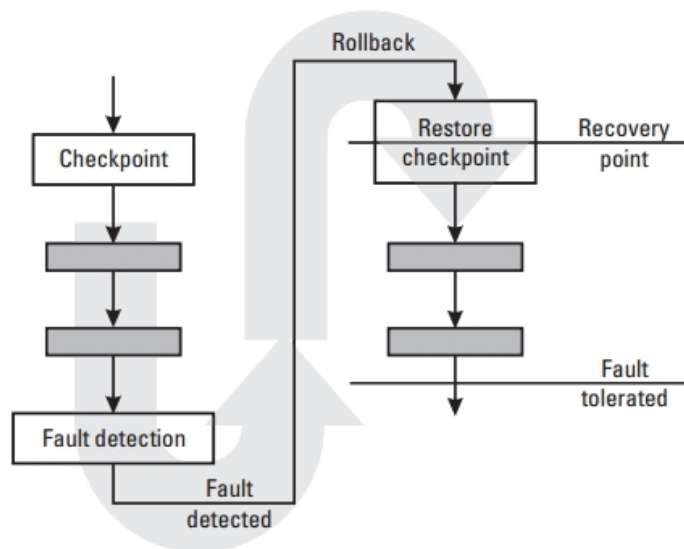 Rollback
Checkpoint
Restore
checkpoint
Recovery
point
Fault detection
Fault
detected
Fault
tolerated